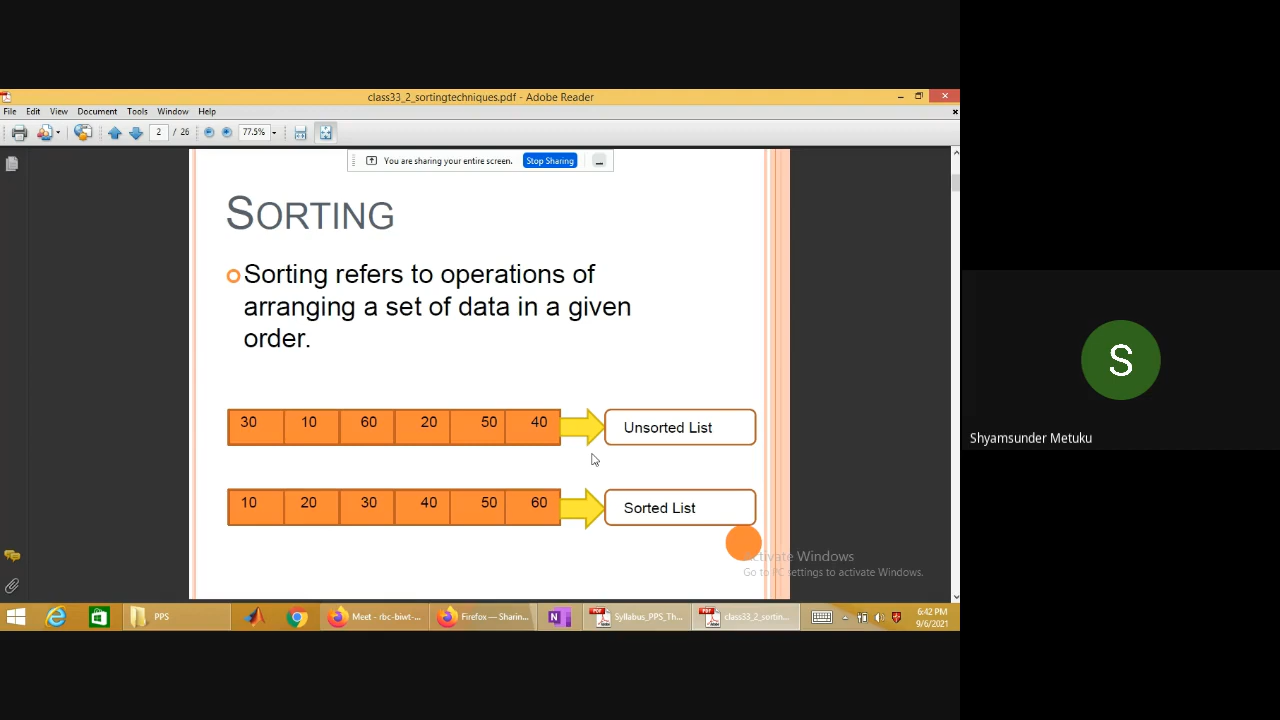 class33_2_sortingtechniques.pdf - Adobe Reader
File Edit View Document Tools Window Help
2 / 26 77.5%
You are sharing your entire screen. Stop Sharing
SORTING
Sorting refers to operations of
arranging a set of data in a given
order.
30 10 60 20 50 40 Unsorted List
10 20 30 40 50 60 Sorted List
Activate Windows
Go to PC settings to activate Windows.
S
Shyamsunder Metuku
PPS Meet - rbc-biwt-... Firefox — Sharin... Syllabus_PPS_Th... class33_2_sortin...
6:42 PM
9/6/2021